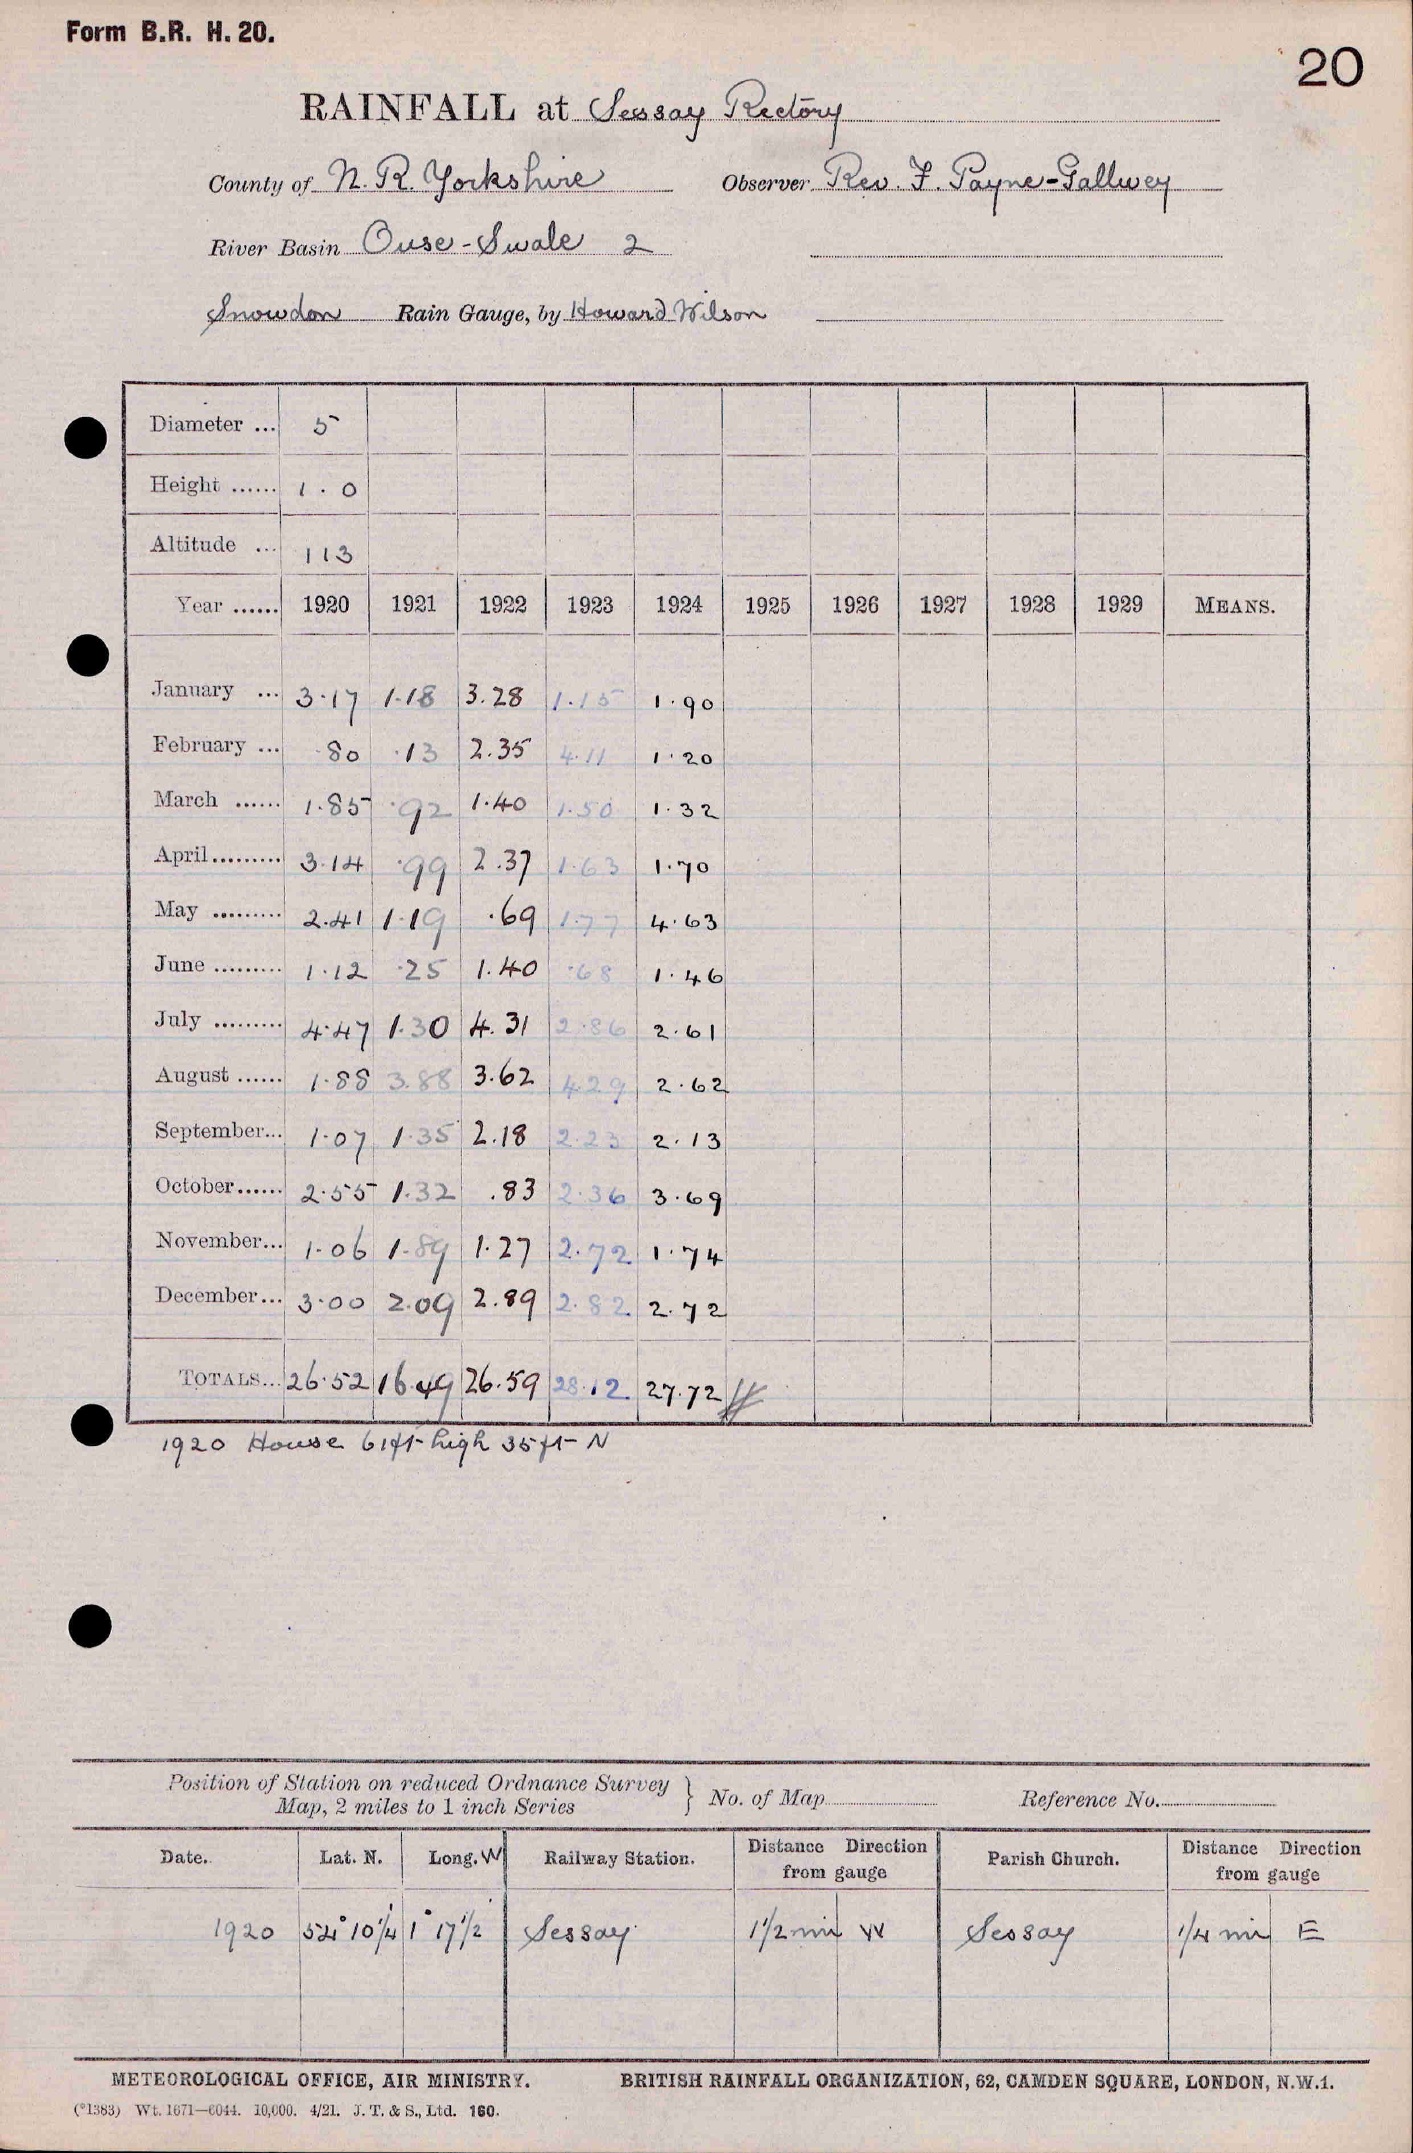 Form B.R. H. 20.
20
RAINFALL at Sessay Rectory
County of N. R. Yorkshire Observer Rev. F. Payne-Gallwey
River Basin Ouse-Swale 2
Snowdon Rain Gauge, by Howard Wilson
Diameter ... 5
Height ...... 1.0
Altitude ... 113
Year ...... 1920 1921 1922 1923 1924 1925 1926 1927 1928 1929 MEANS.
January ... 3.17 1.18 3.28 1.15 1.90
February ... .80 .13 2.35 4.11 1.20
March ...... 1.85 .92 1.40 1.50 1.32
April......... 3.14 .99 2.37 1.63 1.70
May ......... 2.41 1.19 .69 1.77 4.63
June ......... 1.12 .25 1.40 .68 1.46
July ......... 4.47 1.30 4.31 2.86 2.61
August ...... 1.88 3.88 3.62 4.29 2.62
September... 1.07 1.35 2.18 2.23 2.13
October...... 2.55 1.32 .83 2.36 3.69
November... 1.06 1.89 1.27 2.72 1.74
December... 3.00 2.09 2.89 2.82 2.72
TOTALS... 26.52 16.49 26.59 28.12 27.72
1920 House 61ft high 35ft N
Position of Station on reduced Ordnance Survey
Map, 2 miles to 1 inch Series } No. of Map Reference No.
Date. Lat. N. Long. W Railway Station. Distance Direction from gauge Parish Church. Distance Direction from gauge
1920 54° 10¼' 1° 17½' Sessay 1½ mi W Sessay ¼ mi E
METEOROLOGICAL OFFICE, AIR MINISTRY. BRITISH RAINFALL ORGANIZATION, 62, CAMDEN SQUARE, LONDON, N.W.1.
(*1383) Wt. 1671—6044. 10,000. 4/21. J. T. & S., Ltd. 160.